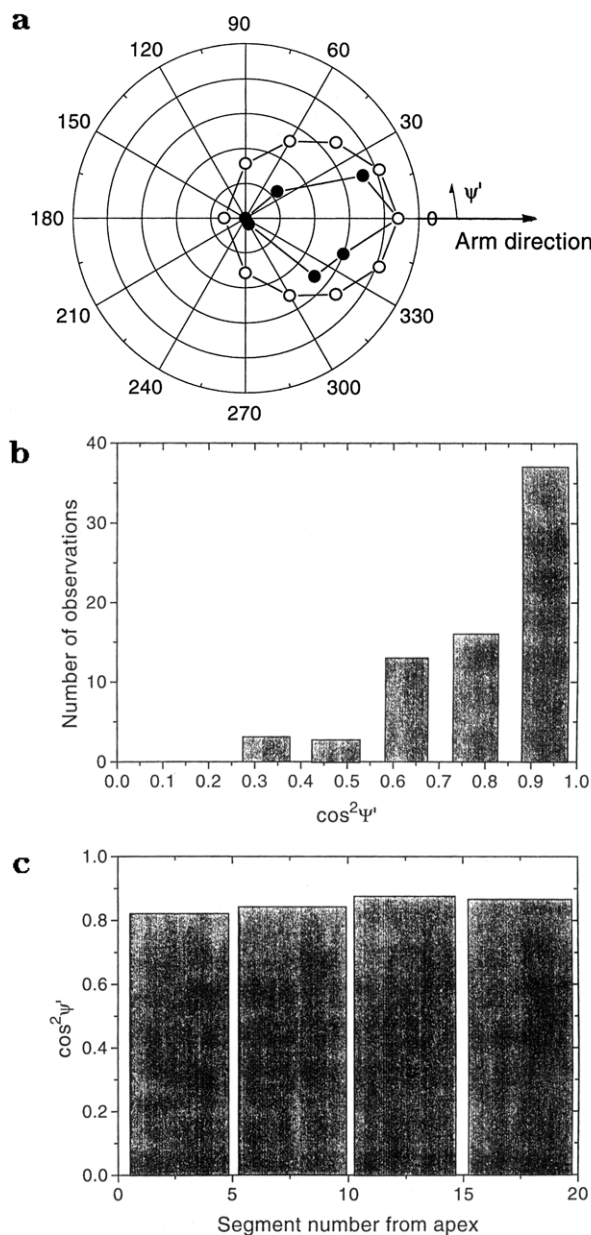 a
90
120
60
150
30
ψ'
180
0
Arm direction
210
330
240
300
270
b
40
30
20
10
0
Number of observations
0.0 0.1 0.2 0.3 0.4 0.5 0.6 0.7 0.8 0.9 1.0
cos²Ψ'
c
1.0
0.8
0.6
0.4
0.2
0.0
cos²ψ'
0 5 10 15 20
Segment number from apex